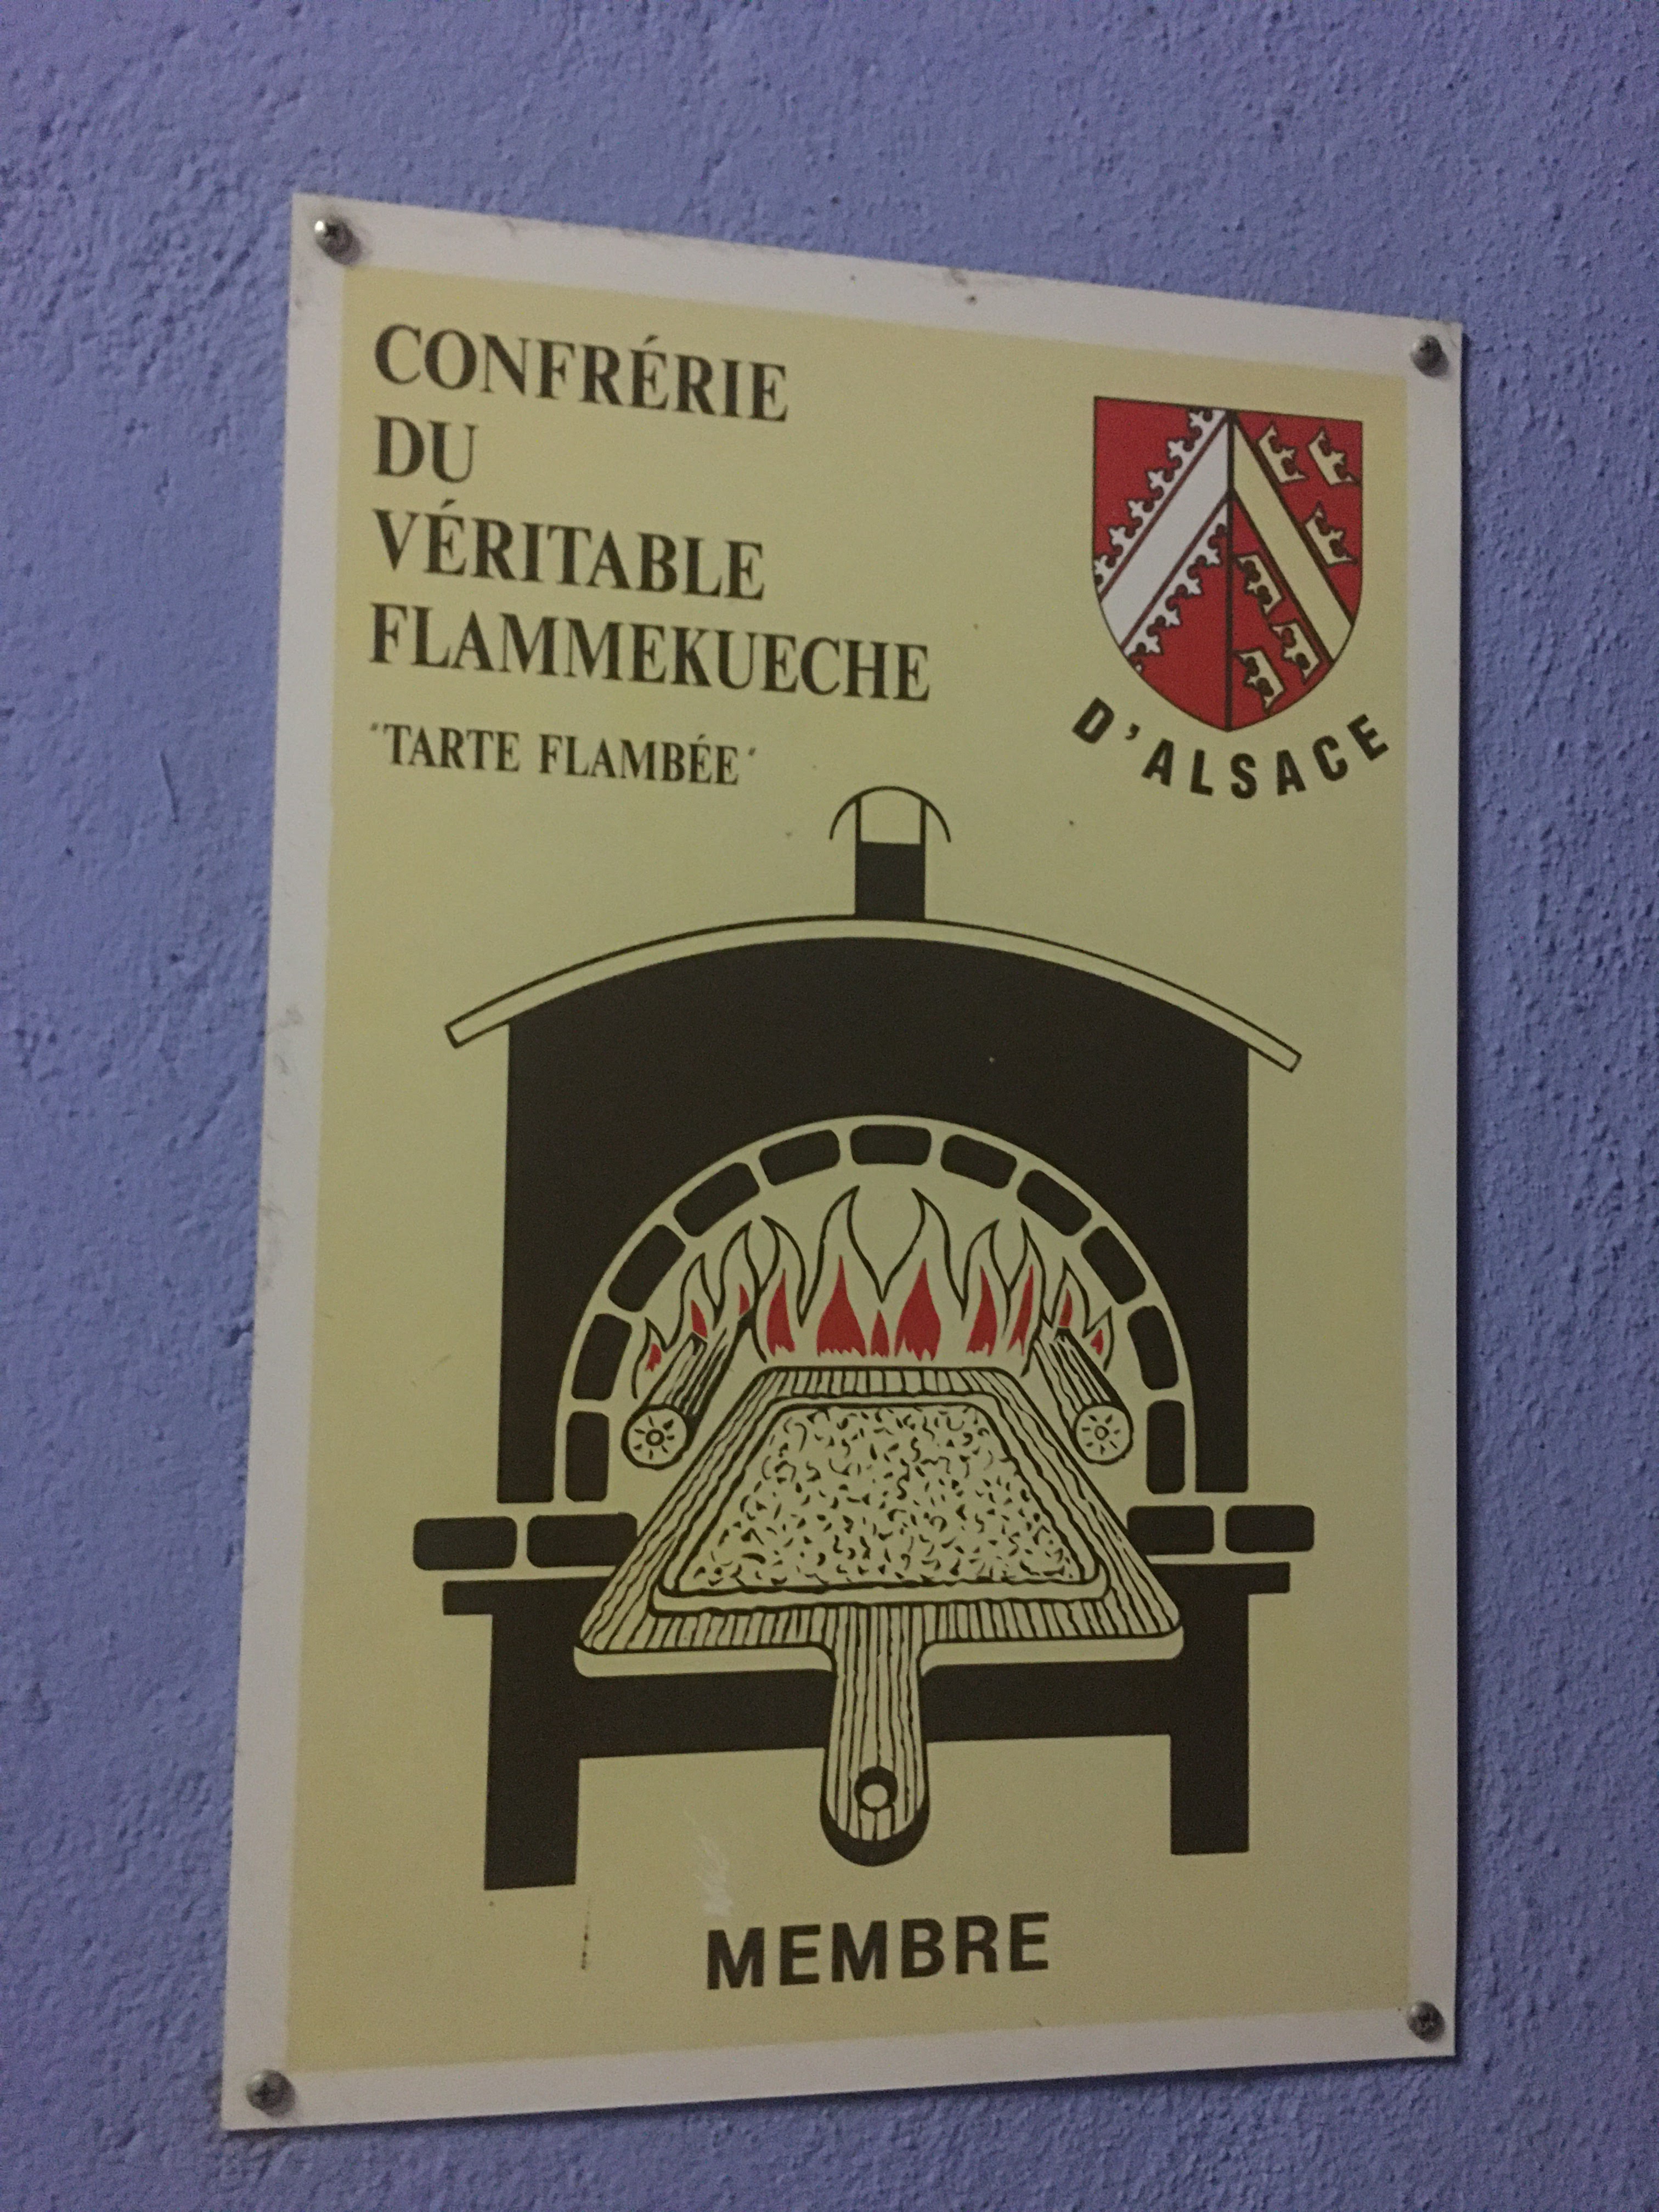 CONFRÉRIE
DU
VÉRITABLE
FLAMMEKUECHE
"TARTE FLAMBÉE"
D'ALSACE
MEMBRE